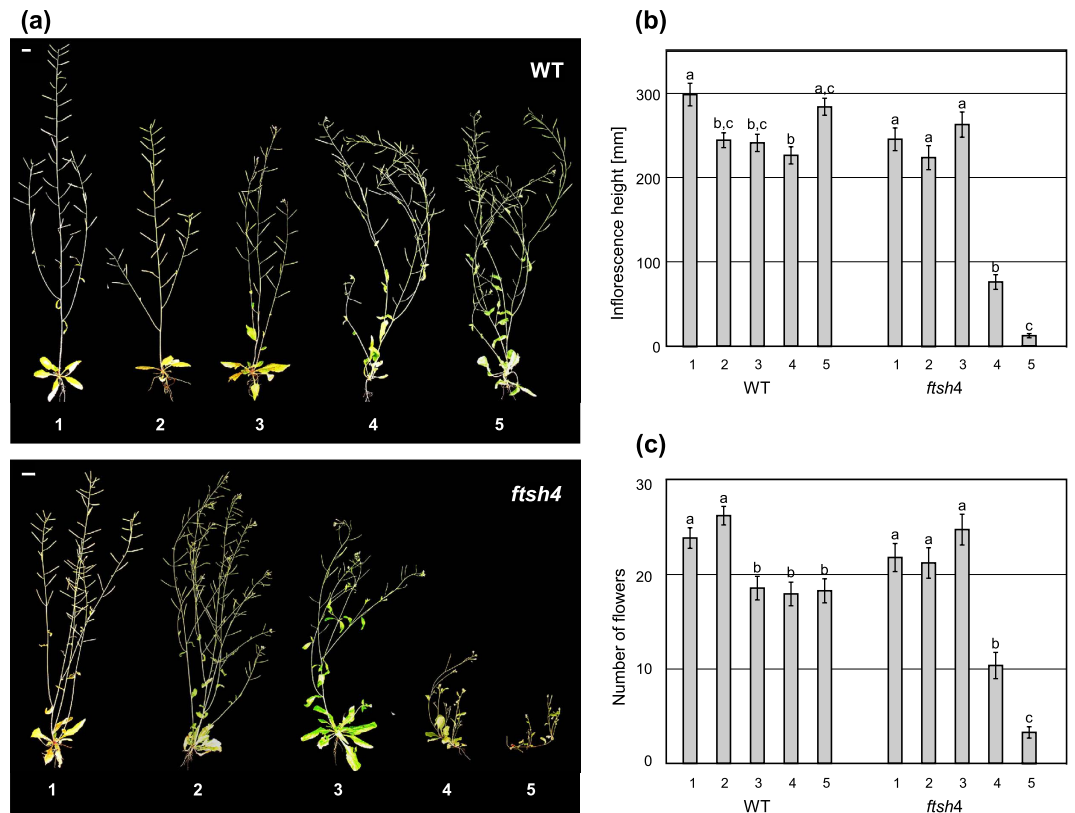 (a)
WT
1 2 3 4 5
ftsh4
1 2 3 4 5
(b)
Inflorescence height [mm]
300
200
100
0
a b,c b,c b a,c a a a b c
1 2 3 4 5 1 2 3 4 5
WT ftsh4
(c)
Number of flowers
30
20
10
0
a a b b b a a a b c
1 2 3 4 5 1 2 3 4 5
WT ftsh4